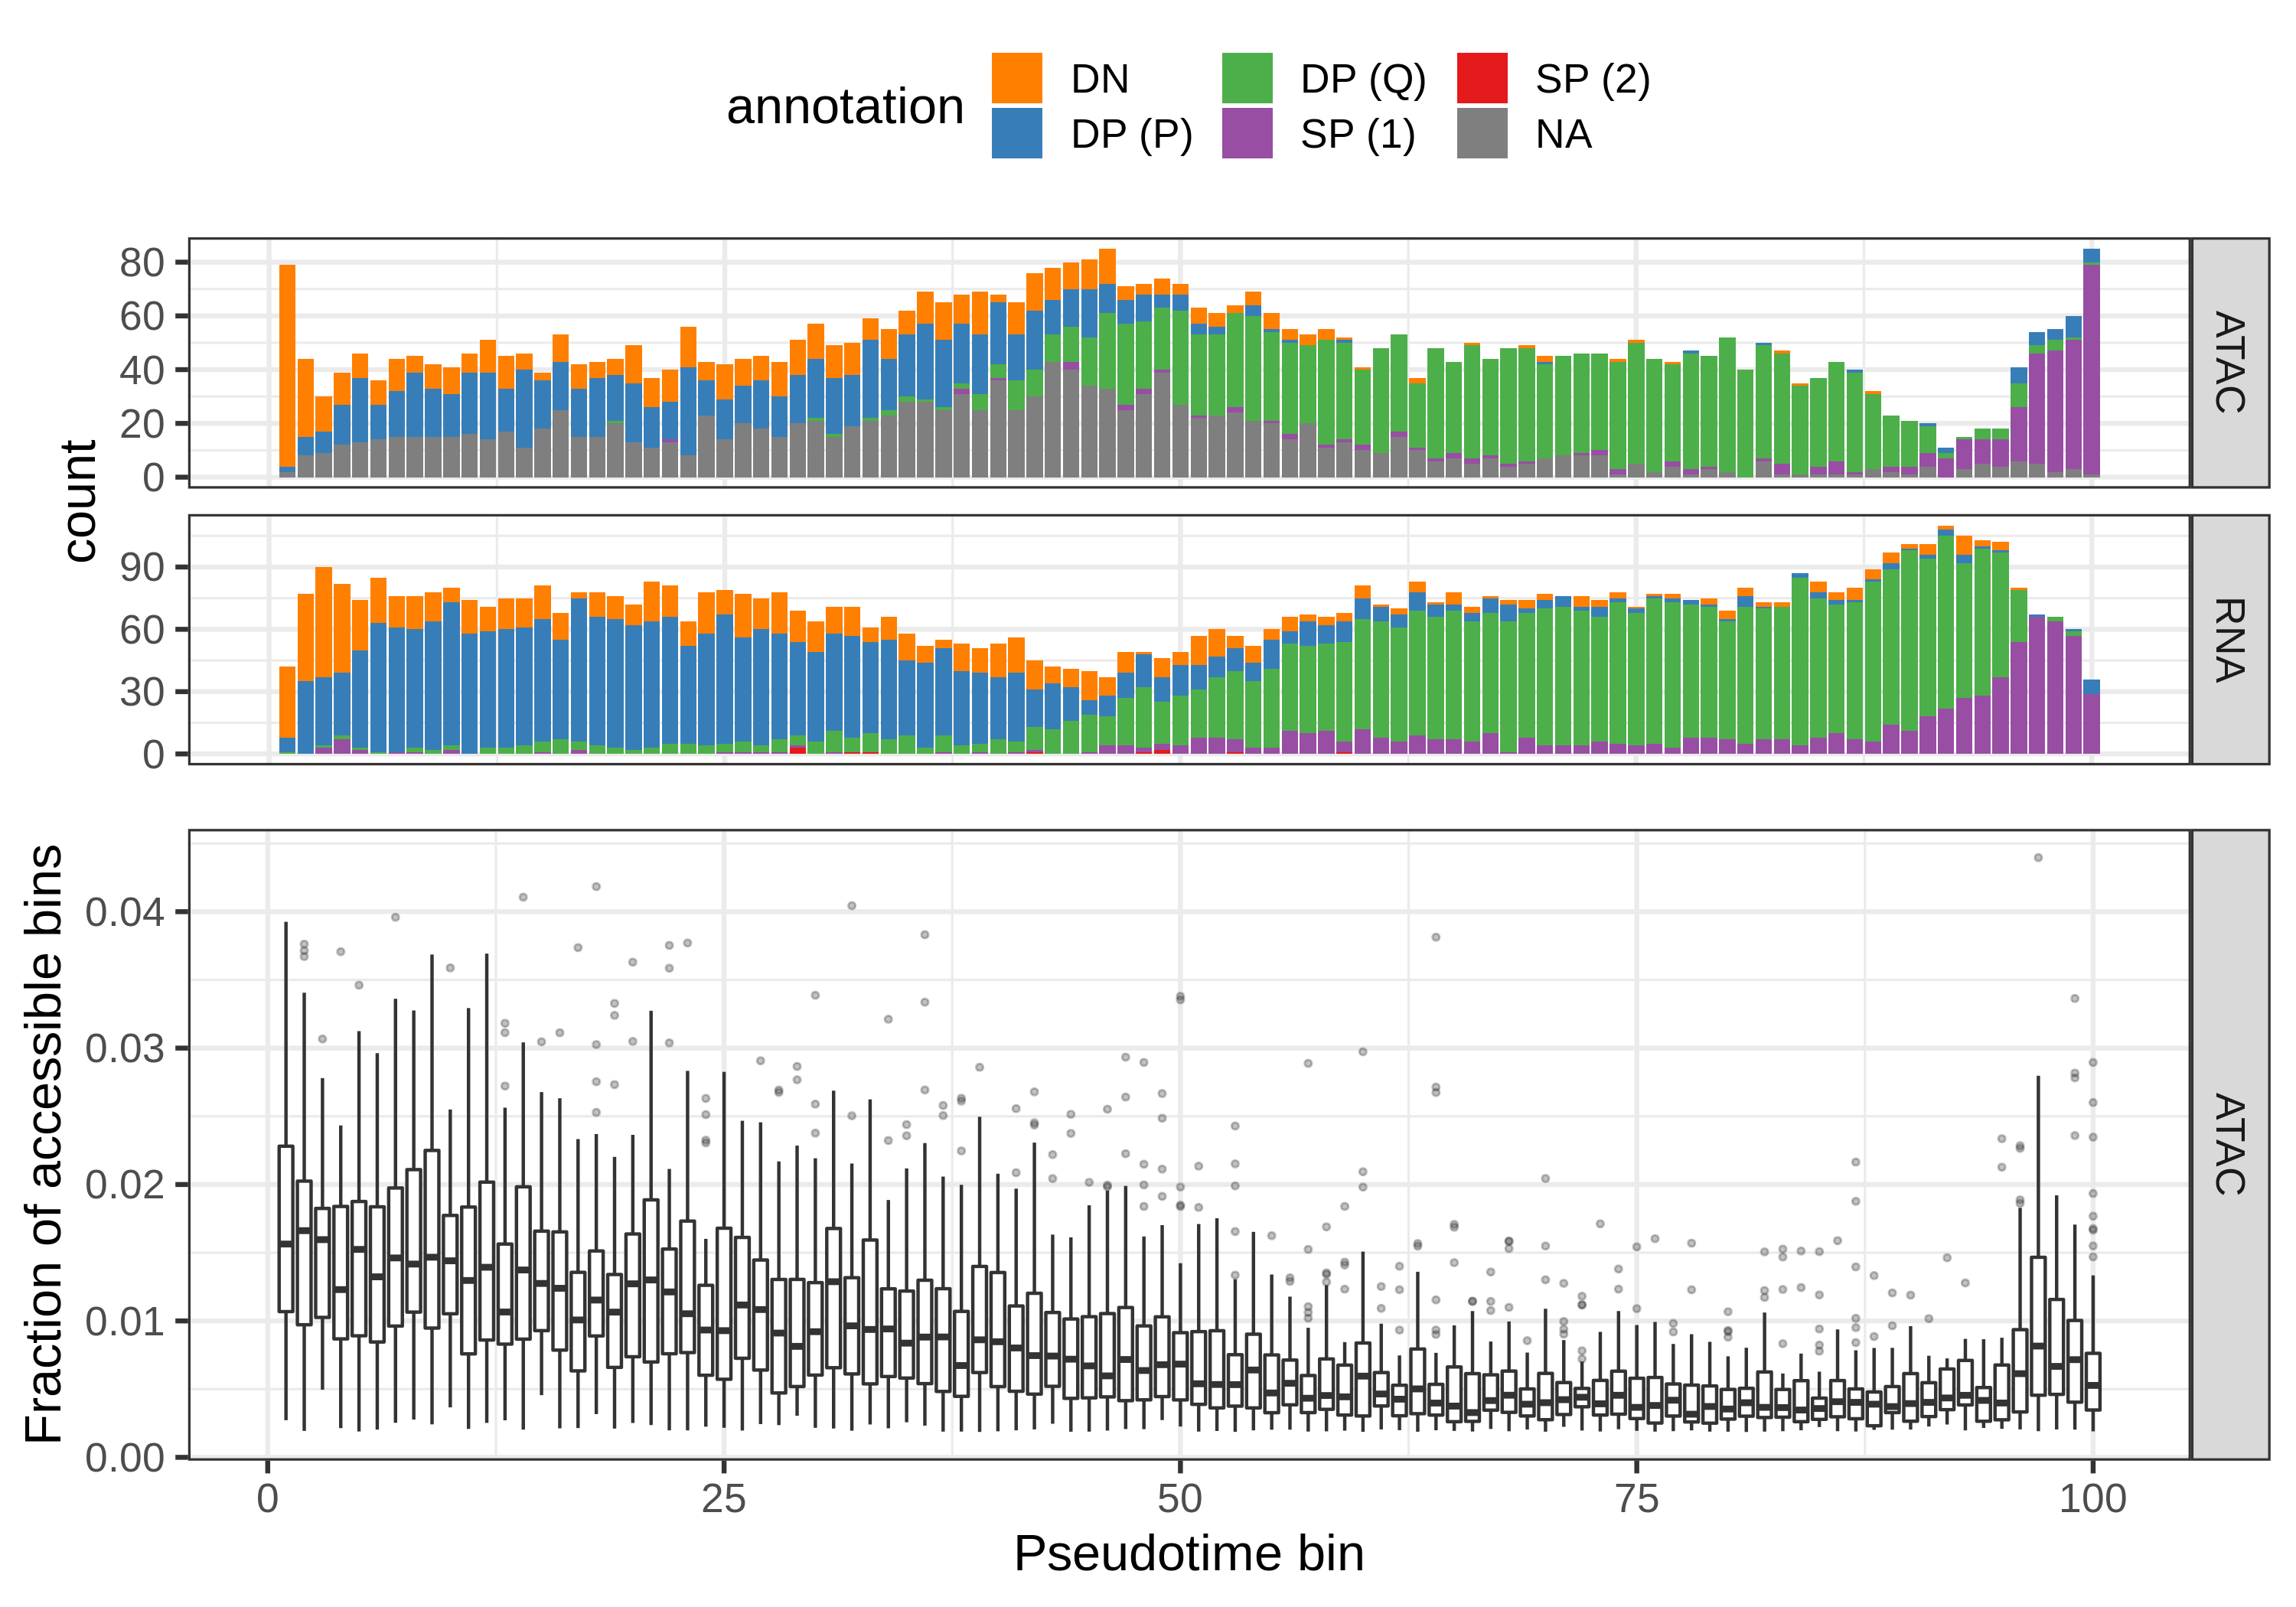 annotation
DN
DP (Q)
SP (2)
DP (P)
SP (1)
NA
count
80
60
40
20
0
ATAC
90
60
30
0
RNA
Fraction of accessible bins
0.04
0.03
0.02
0.01
0.00
ATAC
0
25
50
75
100
Pseudotime bin